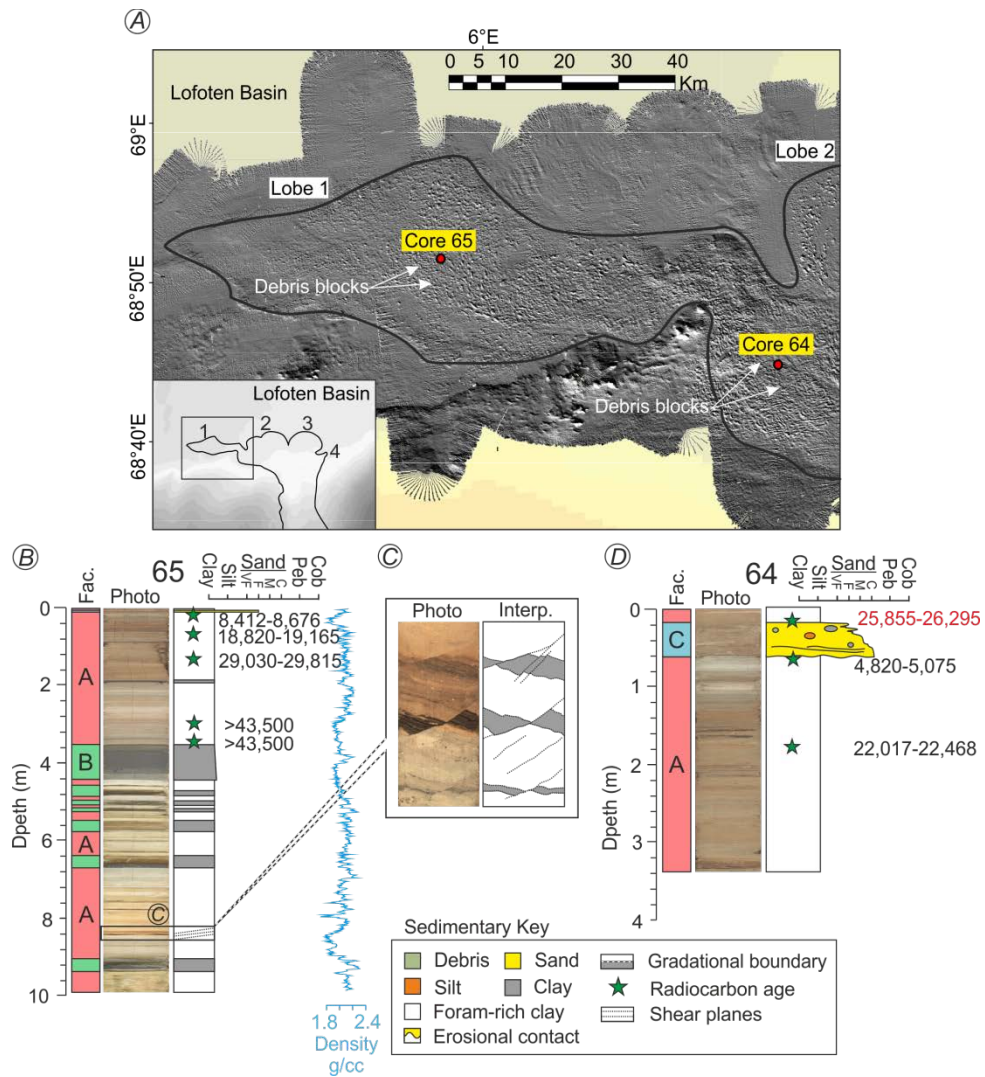 A
6°E
0 5 10 20 30 40
Km
Lofoten Basin
69°E
68°50'E
68°40'E
Lobe 1
Lobe 2
Core 65
Debris blocks
Core 64
Debris blocks
Lofoten Basin
1 2 3 4
B
65
Fac.
Photo
Clay
Silt
Sand
VF F M C
Peb
Cob
0
2
4
6
8
10
Dpeth (m)
A
B
A
A
C
8,412-8,676
18,820-19,165
29,030-29,815
>43,500
>43,500
1.8 2.4
Density
g/cc
C
Photo Interp.
D
64
Fac.
Photo
Clay
Silt
Sand
VF F M C
Peb
Cob
0
1
2
3
4
Dpeth (m)
C
A
25,855-26,295
4,820-5,075
22,017-22,468
Sedimentary Key
Debris Sand Gradational boundary
Silt Clay Radiocarbon age
Foram-rich clay Shear planes
Erosional contact